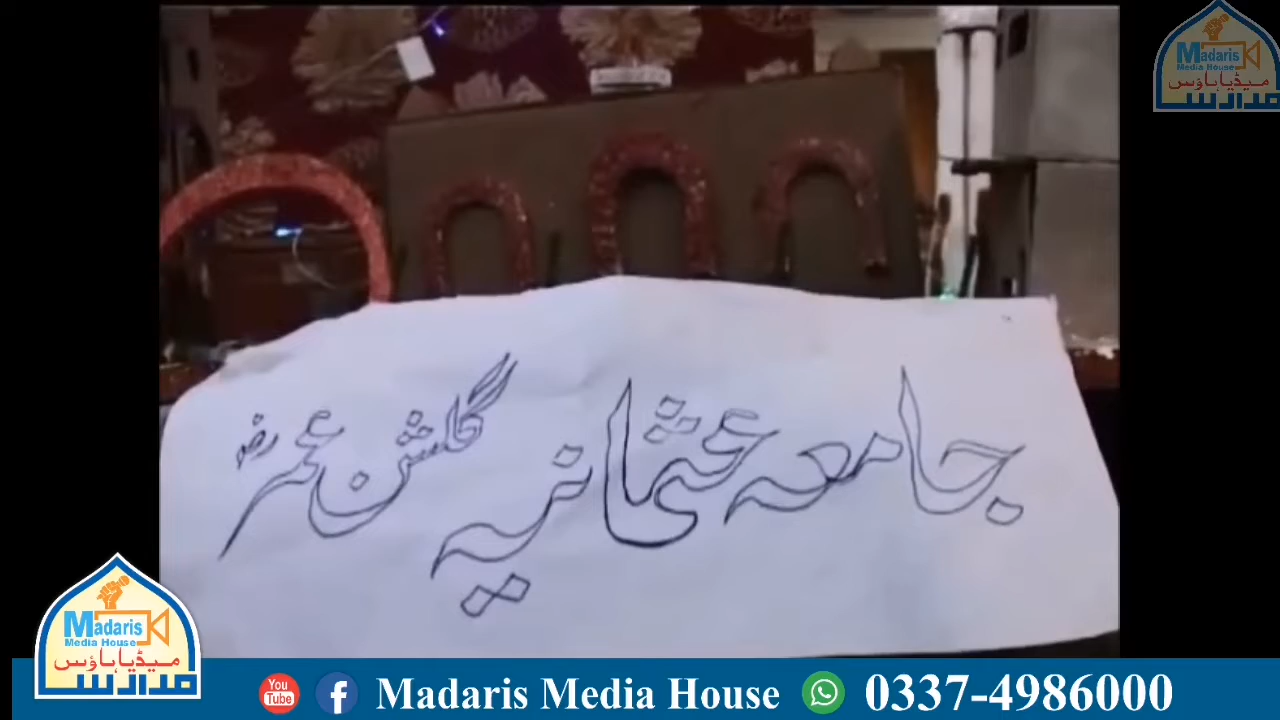 Madaris
Media House
میڈیا ہاؤس
مدارس
جامعہ عثمانیہ گلشن عمر رضؓ
Madaris
Media House
میڈیا ہاؤس
مدارس
You
Tube
f
Madaris Media House
0337-4986000